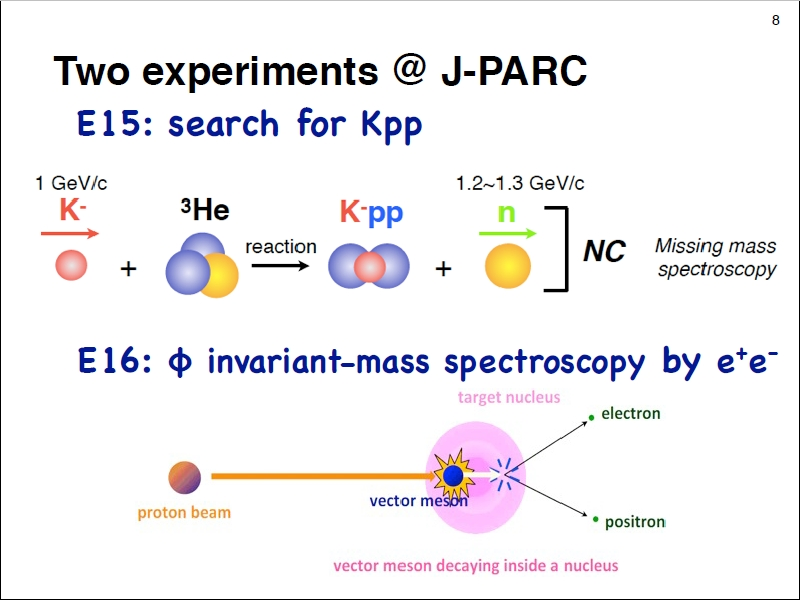 8
Two experiments @ J-PARC
E15: search for Kpp
1 GeV/c
1.2~1.3 GeV/c
K-
³He
K-pp
n
reaction
+
+
NC
Missing mass
spectroscopy
E16: ϕ invariant-mass spectroscopy by e⁺e⁻
target nucleus
electron
vector meson
proton beam
positron
vector meson decaying inside a nucleus